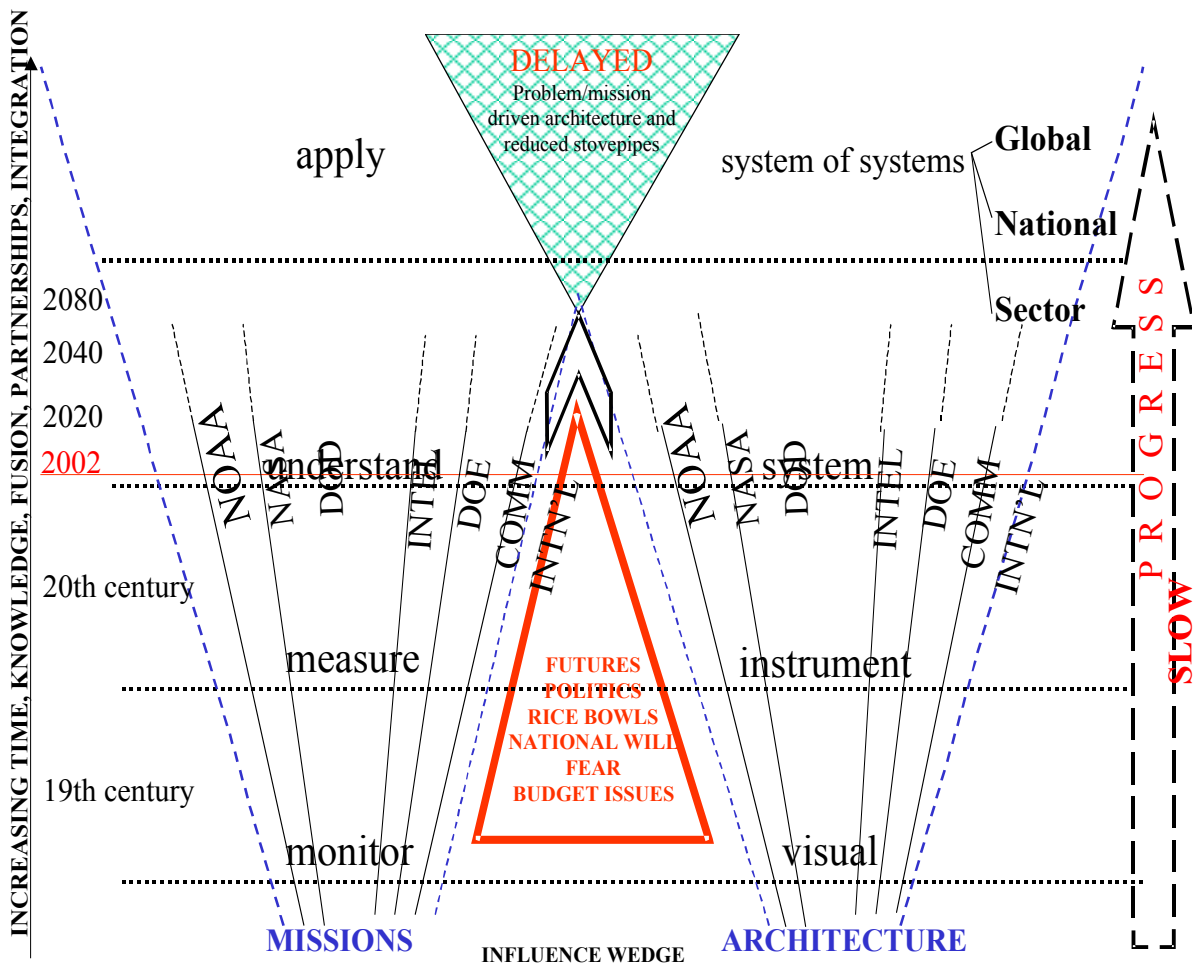 INCREASING TIME, KNOWLEDGE, FUSION, PARTNERSHIPS, INTEGRATION
DELAYED
Problem/mission
driven architecture and
reduced stovepipes
apply
system of systems
Global
National
Sector
2080
2040
2020
2002
20th century
19th century
understand
NOAA
NASA
DOD
INTEL
DOE
COMM
INTN'L
system
NOAA
NASA
DOD
INTEL
DOE
COMM
INTN'L
measure
instrument
FUTURES
POLITICS
RICE BOWLS
NATIONAL WILL
FEAR
BUDGET ISSUES
monitor
visual
MISSIONS
INFLUENCE WEDGE
ARCHITECTURE
SLOW
PROGRESS